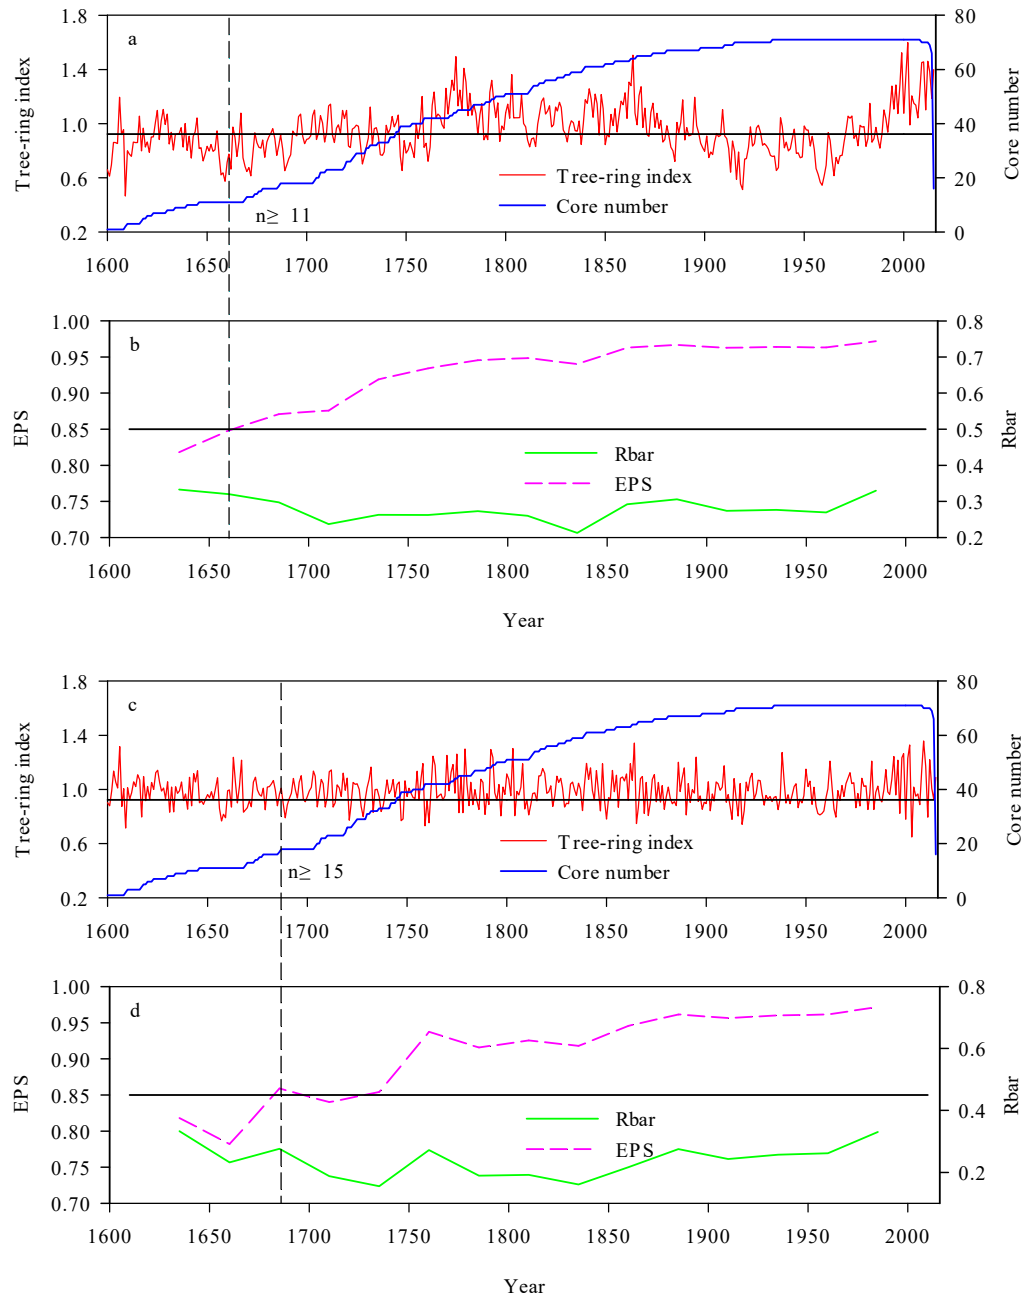 a
1.8
1.4
1.0
0.6
0.2
Tree-ring index
80
60
40
20
0
Core number
Tree-ring index
Core number
n≥ 11
1600 1650 1700 1750 1800 1850 1900 1950 2000
b
1.00
0.95
0.90
0.85
0.80
0.75
0.70
EPS
0.8
0.7
0.6
0.5
0.4
0.3
0.2
Rbar
Rbar
EPS
1600 1650 1700 1750 1800 1850 1900 1950 2000
Year
c
1.8
1.4
1.0
0.6
0.2
Tree-ring index
80
60
40
20
0
Core number
Tree-ring index
Core number
n≥ 15
1600 1650 1700 1750 1800 1850 1900 1950 2000
d
1.00
0.95
0.90
0.85
0.80
0.75
0.70
EPS
0.8
0.6
0.4
0.2
Rbar
Rbar
EPS
1600 1650 1700 1750 1800 1850 1900 1950 2000
Year